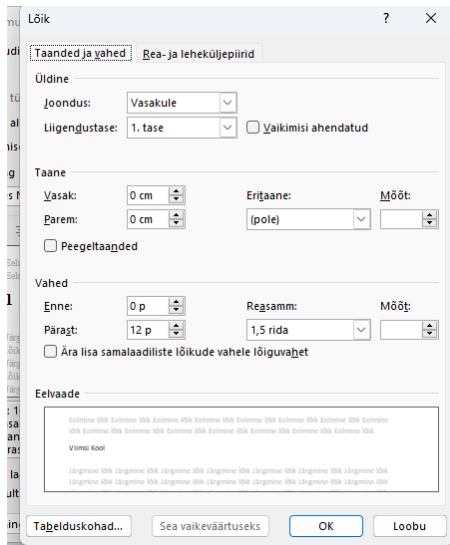 Lõik ? ×
Taanded ja vahed Rea- ja leheküljepiirid
Üldine
Joondus: Vasakule
Liigendustase: 1. tase Vaikimisi ahendatud
Taane
Vasak: 0 cm Eritaane: Mõõt:
Parem: 0 cm (pole)
Peegeltaanded
Vahed
Enne: 0 p Reasamm: Mõõt:
Pärast: 12 p 1,5 rida
Ära lisa samalaadiliste lõikude vahele lõiguvahet
Eelvaade
Eelmine lõik Eelmine lõik Eelmine lõik Eelmine lõik Eelmine lõik Eelmine lõik Eelmine lõik Eelmine
lõik Eelmine lõik Eelmine lõik Eelmine lõik Eelmine lõik Eelmine lõik Eelmine lõik Eelmine lõik
Viimsi Kool
Järgmine lõik Järgmine lõik Järgmine lõik Järgmine lõik Järgmine lõik Järgmine lõik Järgmine lõik
Järgmine lõik Järgmine lõik Järgmine lõik Järgmine lõik Järgmine lõik Järgmine lõik Järgmine lõik
Järgmine lõik Järgmine lõik Järgmine lõik Järgmine lõik Järgmine lõik Järgmine lõik Järgmine lõik
Tabelduskohad... Sea vaikeväärtuseks OK Loobu